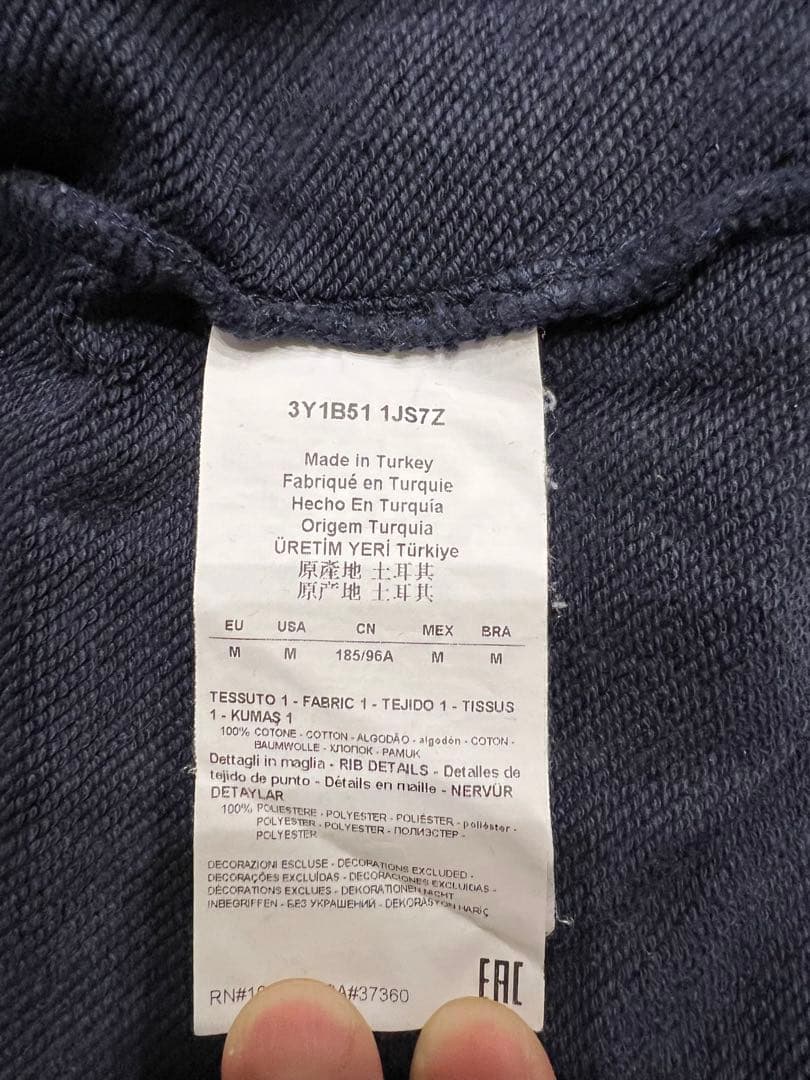 3Y1B51 1JS7Z
Made in Turkey
Fabriqué en Turquie
Hecho En Turquía
Origem Turquia
ÜRETİM YERİ Türkiye
原產地 土耳其
原产地 土耳其
EU USA CN MEX BRA
M M 185/96A M M
TESSUTO 1 - FABRIC 1 - TEJIDO 1 - TISSUS
1 - KUMAŞ 1
100% COTONE - COTTON - ALGODÃO - algodón - COTON -
BAUMWOLLE - ХЛОПОК - PAMUK
Dettagli in maglia - RIB DETAILS - Detalles de
tejido de punto - Détails en maille - NERVÜR
DETAYLAR
100% POLIESTERE - POLYESTER - POLIÉSTER - poliéster -
POLYESTER - POLYESTER - ПОЛИЭСТЕР -
POLYESTER
DECORAZIONI ESCLUSE - DECORATIONS EXCLUDED -
DECORAÇÕES EXCLUÍDAS - DECORACIONES EXCLUIDAS -
DÉCORATIONS EXCLUES - DEKORATIONEN NICHT
INBEGRIFFEN - БЕЗ УКРАШЕНИЙ - DEKORASYON HARİÇ
RN#1 A#37360
EAC